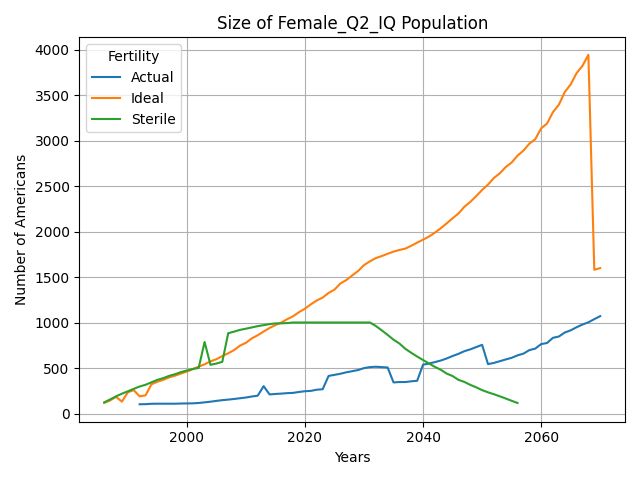 Size of Female_Q2_IQ Population
Fertility
Actual
Ideal
Sterile
4000
3500
3000
2500
2000
1500
1000
500
0
Number of Americans
2000
2020
2040
2060
Years